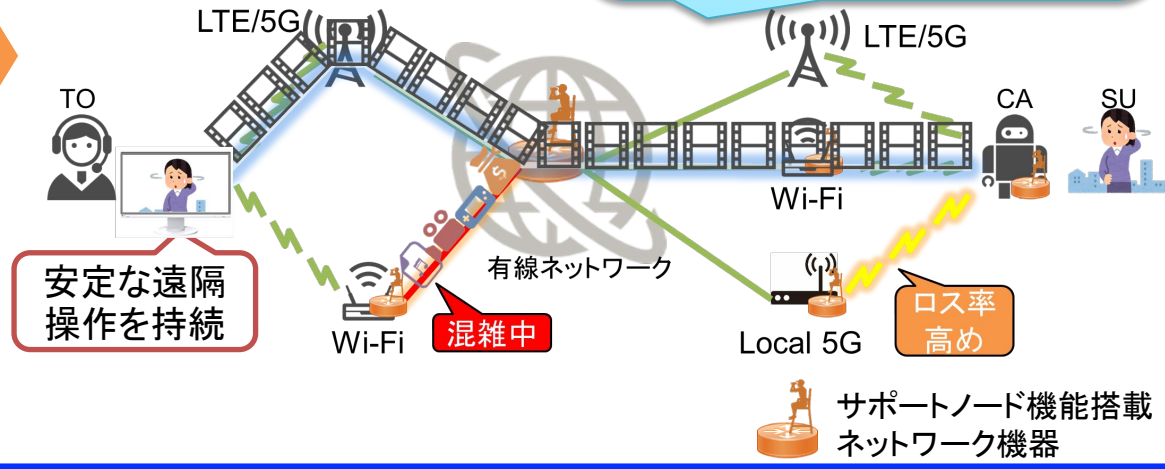 LTE/5G
LTE/5G
TO
CA
SU
Wi-Fi
有線ネットワーク
安定な遠隔
操作を持続
Wi-Fi
混雑中
Local 5G
ロス率
高め
サポートノード機能搭載
ネットワーク機器